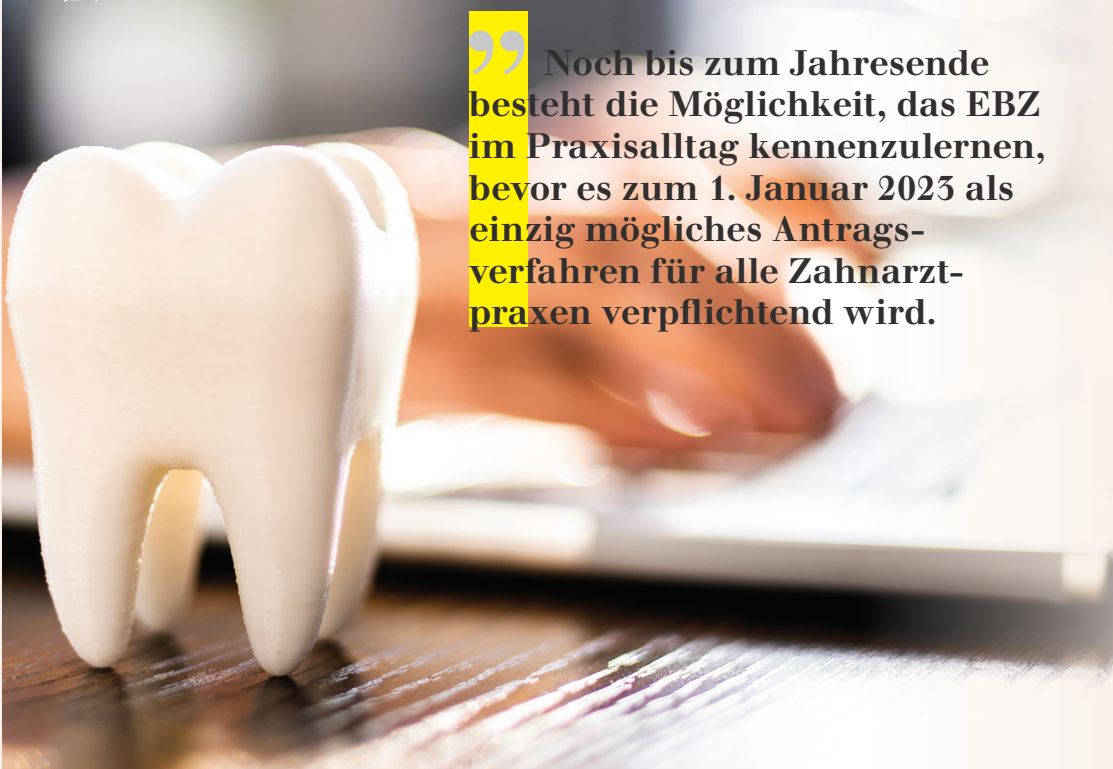 ” Noch bis zum Jahresende
besteht die Möglichkeit, das EBZ
im Praxisalltag kennenzulernen,
bevor es zum 1. Januar 2023 als
einzig mögliches Antrags-
verfahren für alle Zahnarzt-
praxen verpflichtend wird.